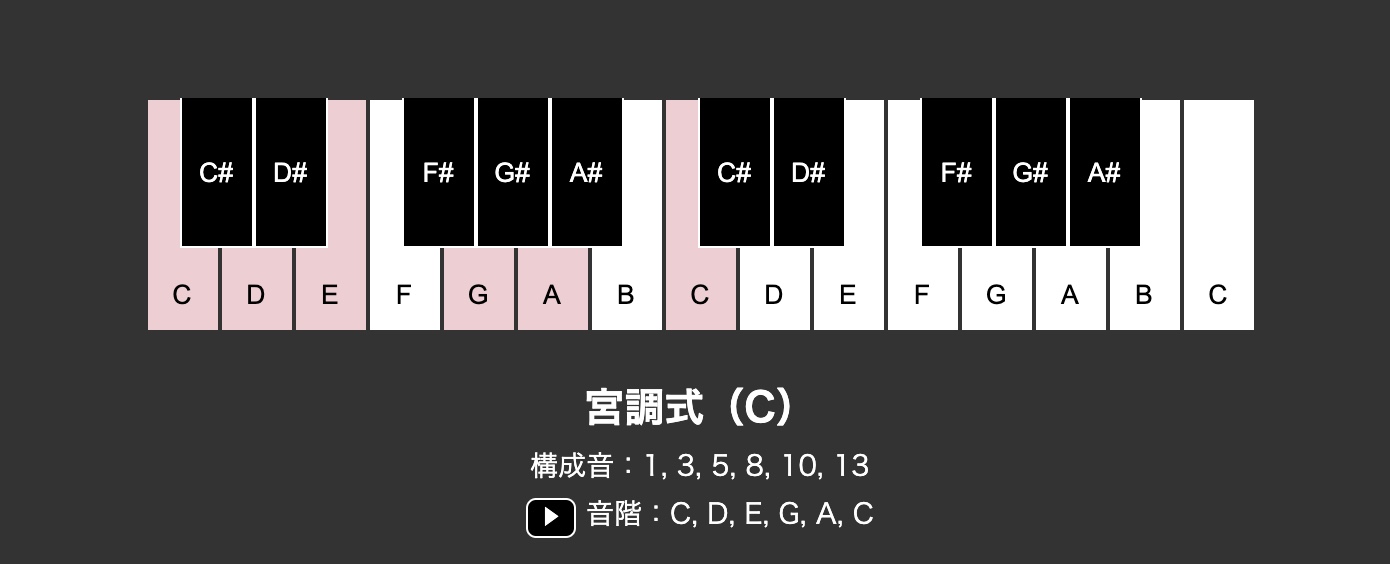 C# D# F# G# A# C# D# F# G# A#
C D E F G A B C D E F G A B C
宮調式（C）
構成音：1, 3, 5, 8, 10, 13
音階：C, D, E, G, A, C